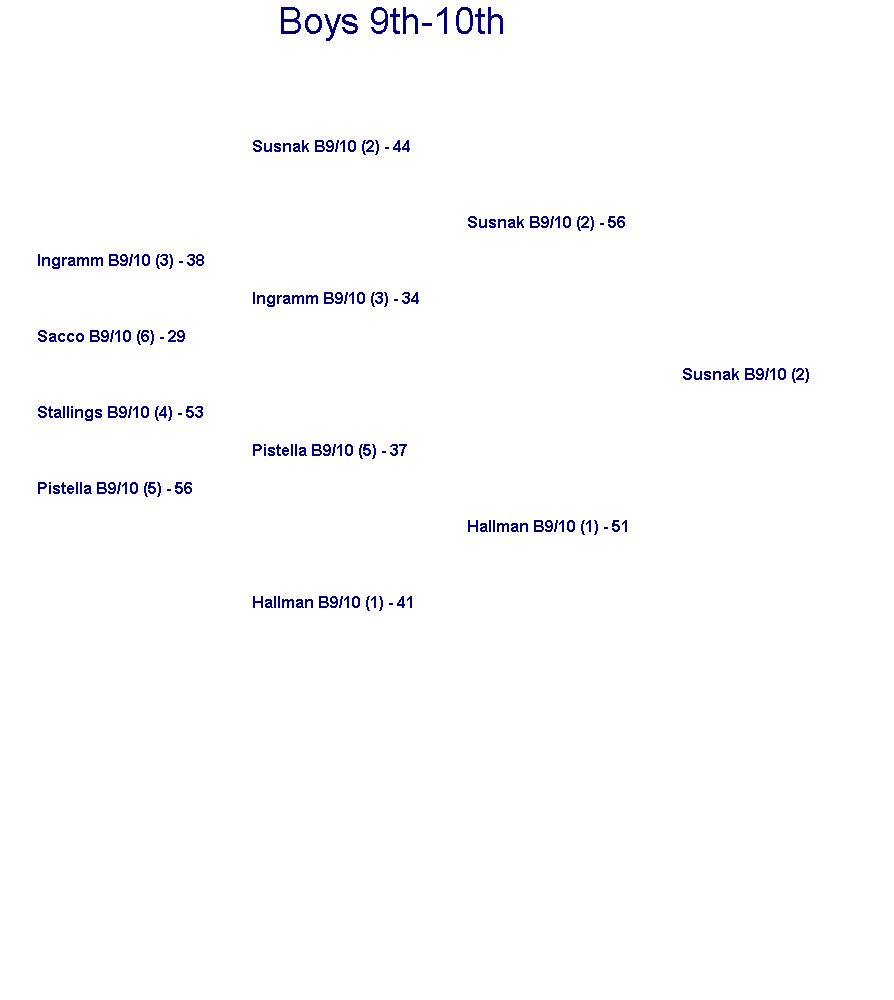 Boys 9th-10th
Susnak B9/10 (2) - 44
Susnak B9/10 (2) - 56
Ingramm B9/10 (3) - 38
Ingramm B9/10 (3) - 34
Sacco B9/10 (6) - 29
Susnak B9/10 (2)
Stallings B9/10 (4) - 53
Pistella B9/10 (5) - 37
Pistella B9/10 (5) - 56
Hallman B9/10 (1) - 51
Hallman B9/10 (1) - 41